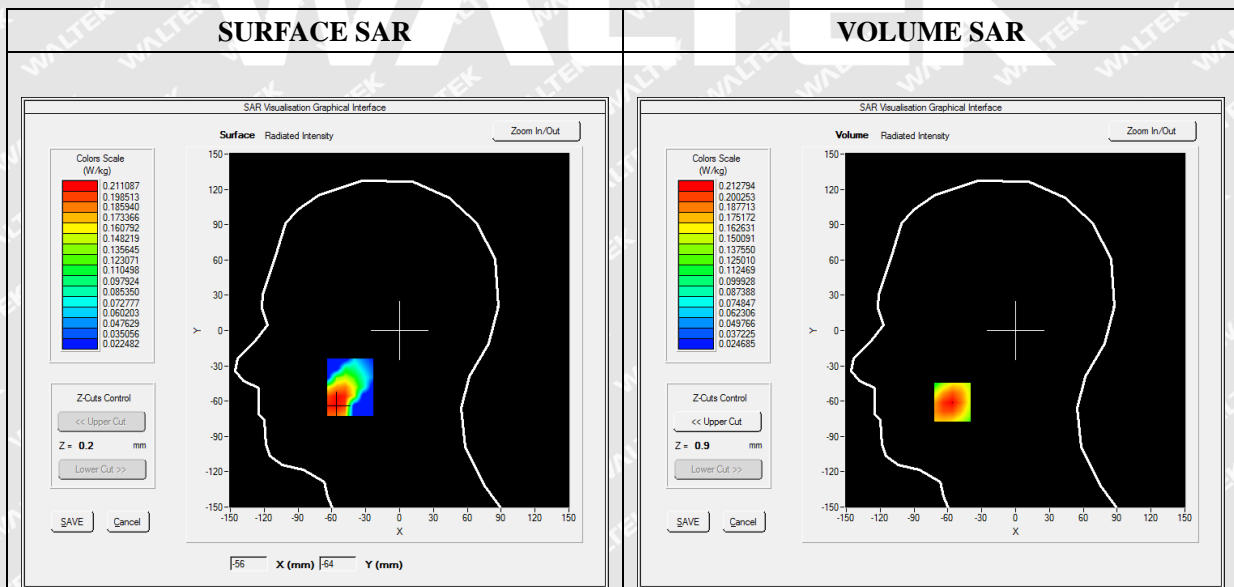 SURFACE SAR
VOLUME SAR
WALTEK
SAR Visualisation Graphical Interface
Surface Radiated Intensity
Zoom In/Out
Colors Scale
(W/kg)
0.211087
0.198513
0.185940
0.173366
0.160792
0.148219
0.135645
0.123071
0.110498
0.097924
0.085350
0.072777
0.060203
0.047629
0.035056
0.022482
Z-Cuts Control
<< Upper Cut
Z = 0.2 mm
Lower Cut >>
SAVE
Cancel
150
120
90
60
30
0
-30
-60
-90
-120
-150
Y
-150 -120 -90 -60 -30 0 30 60 90 120 150
X
-56 X (mm) -64 Y (mm)
SAR Visualisation Graphical Interface
Volume Radiated Intensity
Zoom In/Out
Colors Scale
(W/kg)
0.212794
0.200253
0.187713
0.175172
0.162631
0.150091
0.137550
0.125010
0.112469
0.099928
0.087388
0.074847
0.062306
0.049766
0.037225
0.024685
Z-Cuts Control
<< Upper Cut
Z = 0.9 mm
Lower Cut >>
SAVE
Cancel
150
120
90
60
30
0
-30
-60
-90
-120
-150
Y
-150 -120 -90 -60 -30 0 30 60 90 120 150
X